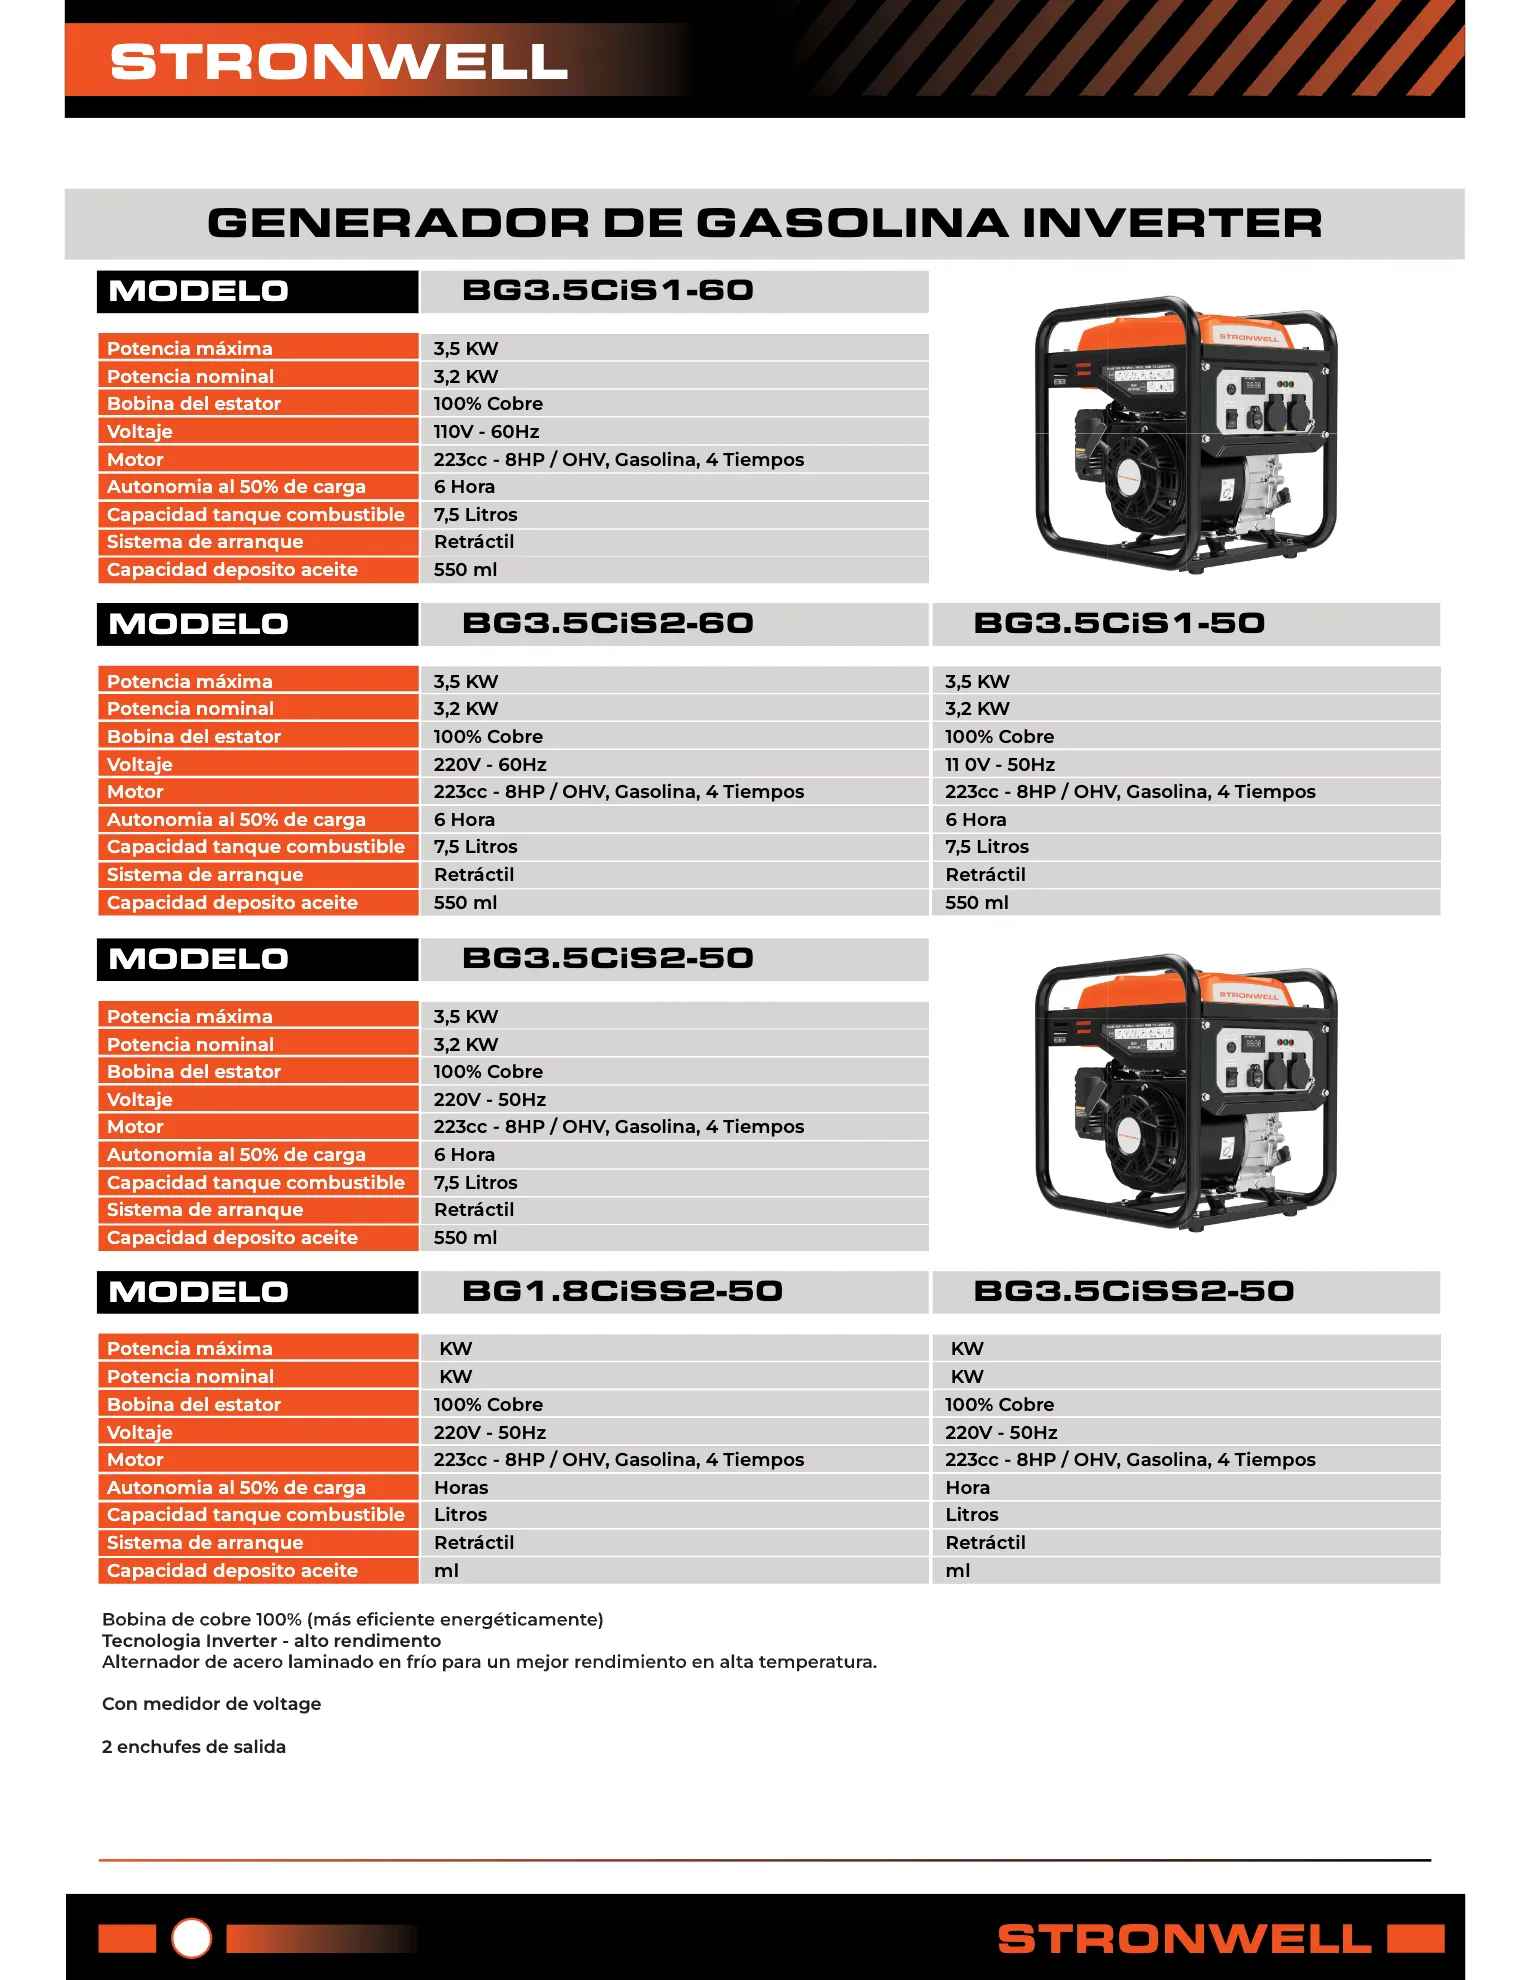 STRONWELL
GENERADOR DE GASOLINA INVERTER
MODELO BG3.5CiS1-60
Potencia máxima 3,5 KW
Potencia nominal 3,2 KW
Bobina del estator 100% Cobre
Voltaje 110V - 60Hz
Motor 223cc - 8HP / OHV, Gasolina, 4 Tiempos
Autonomia al 50% de carga 6 Hora
Capacidad tanque combustible 7,5 Litros
Sistema de arranque Retráctil
Capacidad deposito aceite 550 ml
STRONWELL
MODELO BG3.5CiS2-60 BG3.5CiS1-50
Potencia máxima 3,5 KW 3,5 KW
Potencia nominal 3,2 KW 3,2 KW
Bobina del estator 100% Cobre 100% Cobre
Voltaje 220V - 60Hz 11 0V - 50Hz
Motor 223cc - 8HP / OHV, Gasolina, 4 Tiempos 223cc - 8HP / OHV, Gasolina, 4 Tiempos
Autonomia al 50% de carga 6 Hora 6 Hora
Capacidad tanque combustible 7,5 Litros 7,5 Litros
Sistema de arranque Retráctil Retráctil
Capacidad deposito aceite 550 ml 550 ml
MODELO BG3.5CiS2-50
Potencia máxima 3,5 KW
Potencia nominal 3,2 KW
Bobina del estator 100% Cobre
Voltaje 220V - 50Hz
Motor 223cc - 8HP / OHV, Gasolina, 4 Tiempos
Autonomia al 50% de carga 6 Hora
Capacidad tanque combustible 7,5 Litros
Sistema de arranque Retráctil
Capacidad deposito aceite 550 ml
STRONWELL
MODELO BG1.8CiSS2-50 BG3.5CiSS2-50
Potencia máxima KW KW
Potencia nominal KW KW
Bobina del estator 100% Cobre 100% Cobre
Voltaje 220V - 50Hz 220V - 50Hz
Motor 223cc - 8HP / OHV, Gasolina, 4 Tiempos 223cc - 8HP / OHV, Gasolina, 4 Tiempos
Autonomia al 50% de carga Horas Hora
Capacidad tanque combustible Litros Litros
Sistema de arranque Retráctil Retráctil
Capacidad deposito aceite ml ml
Bobina de cobre 100% (más eficiente energéticamente)
Tecnologia Inverter - alto rendimento
Alternador de acero laminado en frío para un mejor rendimiento en alta temperatura.
Con medidor de voltage
2 enchufes de salida
STRONWELL